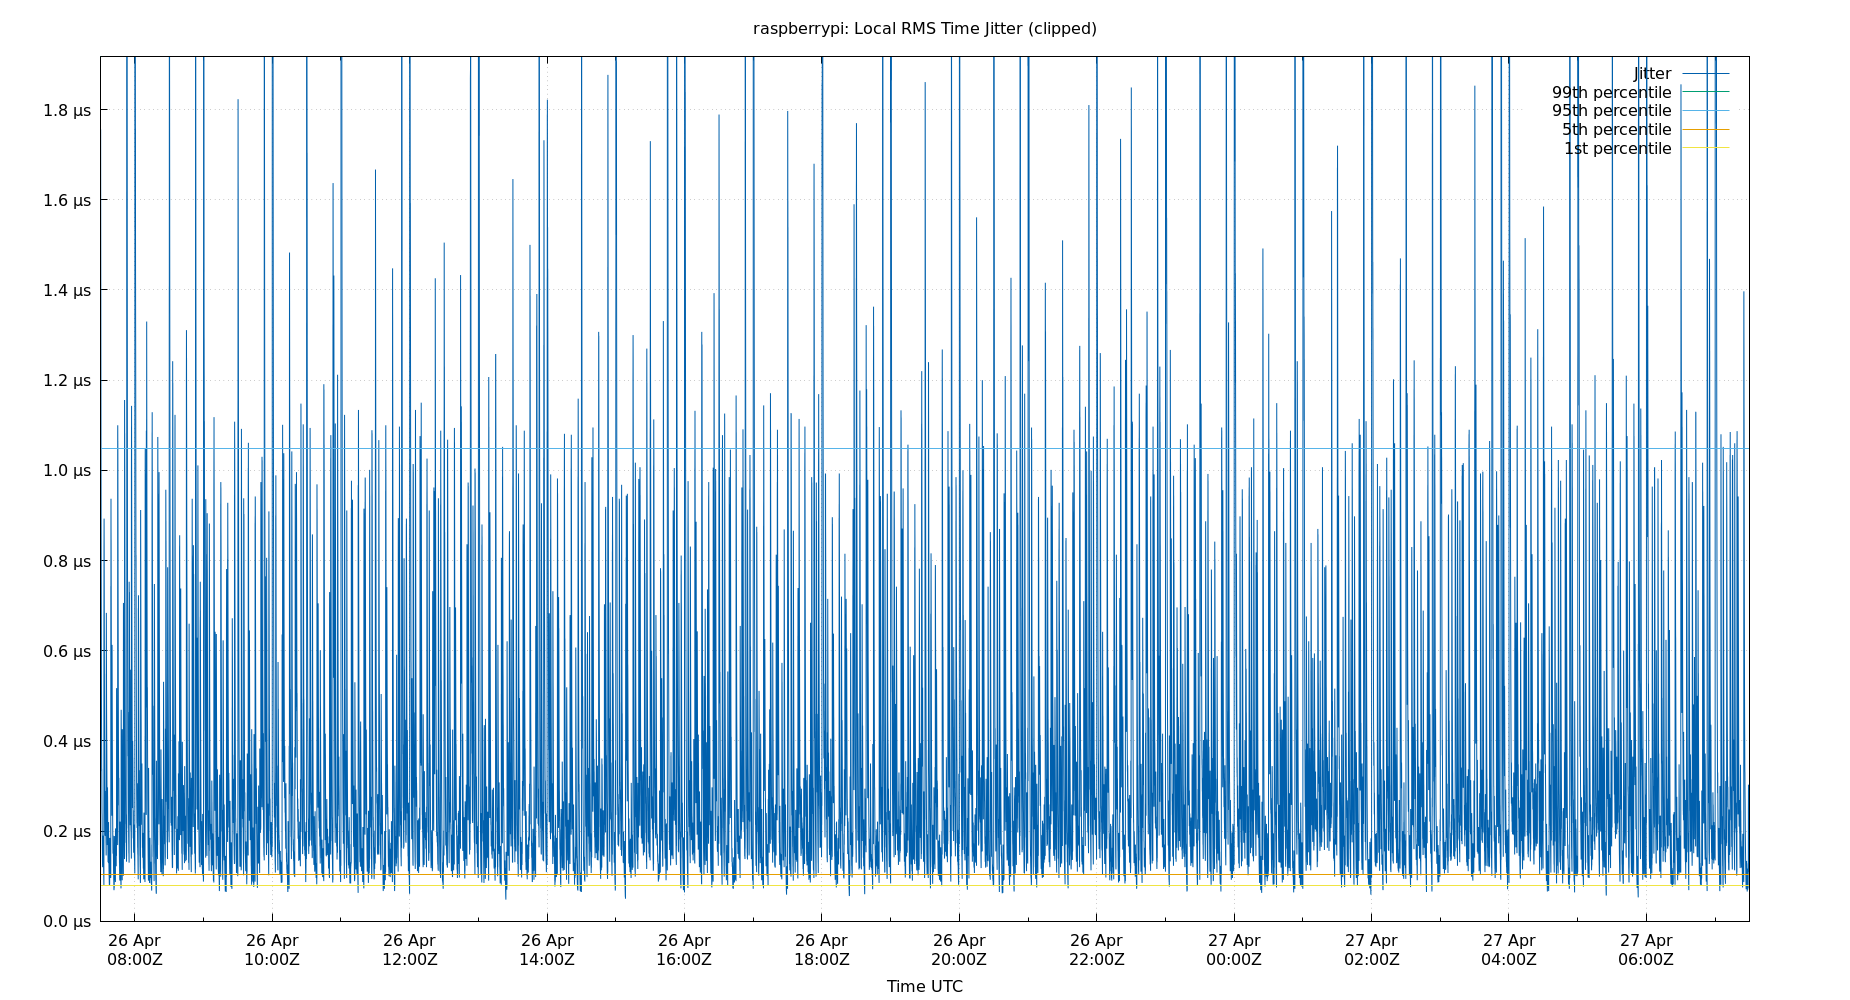 raspberrypi: Local RMS Time Jitter (clipped)
Jitter
99th percentile
95th percentile
5th percentile
1st percentile
1.8 µs
1.6 µs
1.4 µs
1.2 µs
1.0 µs
0.8 µs
0.6 µs
0.4 µs
0.2 µs
0.0 µs
26 Apr 26 Apr 26 Apr 26 Apr 26 Apr 26 Apr 26 Apr 26 Apr 27 Apr 27 Apr 27 Apr 27 Apr
08:00Z 10:00Z 12:00Z 14:00Z 16:00Z 18:00Z 20:00Z 22:00Z 00:00Z 02:00Z 04:00Z 06:00Z
Time UTC